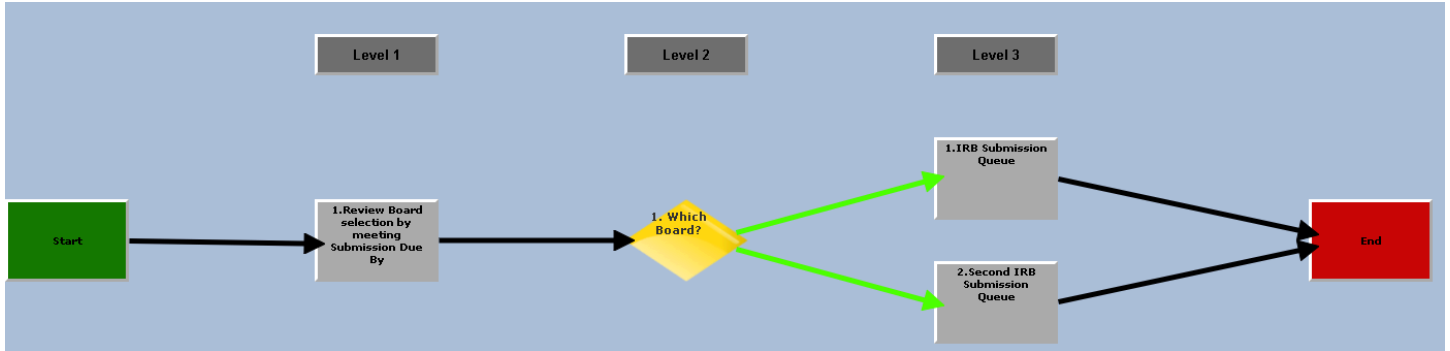 Level 1
Level 2
Level 3
Start
1.Review Board
selection by
meeting
Submission Due
By
1. Which
Board?
1.IRB Submission
Queue
2.Second IRB
Submission
Queue
End